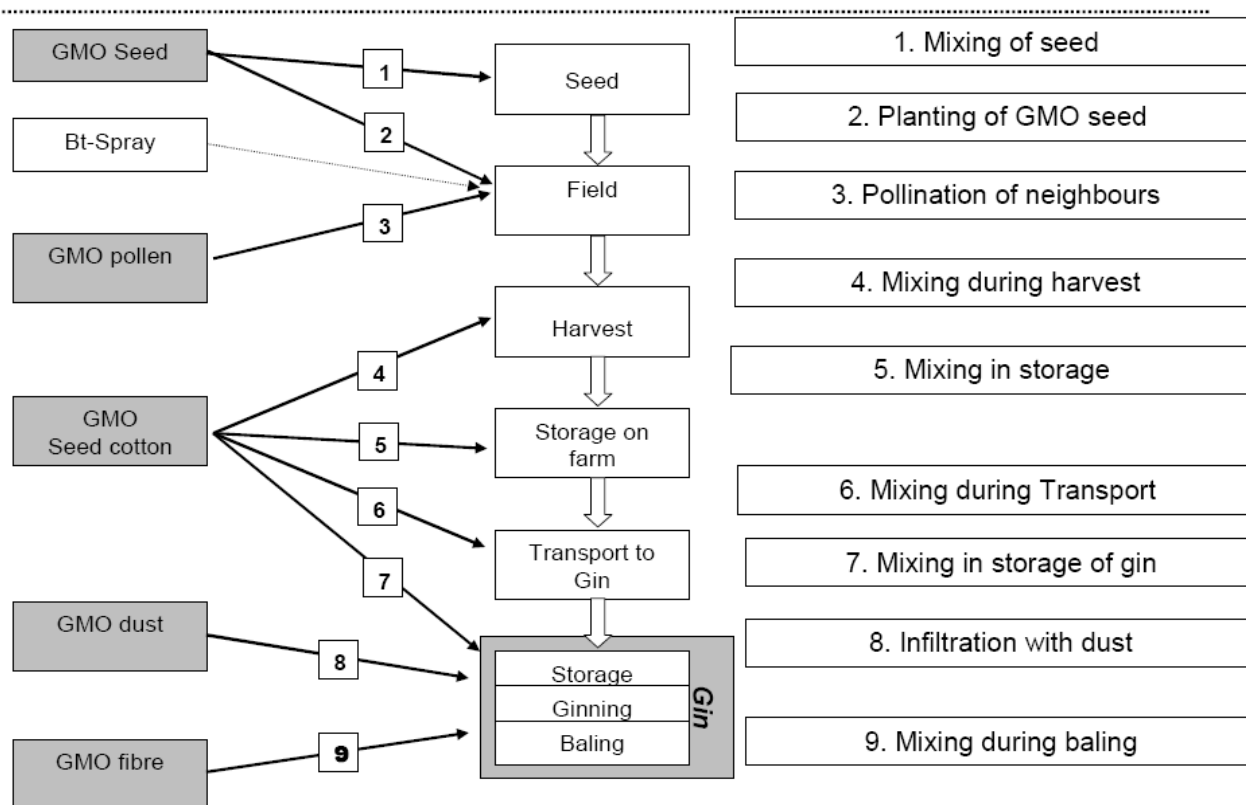 GMO Seed
Bt-Spray
GMO pollen
GMO
Seed cotton
GMO dust
GMO fibre
1
2
3
4
5
6
7
8
9
Seed
Field
Harvest
Storage on
farm
Transport to
Gin
Storage
Ginning
Baling
Gin
1. Mixing of seed
2. Planting of GMO seed
3. Pollination of neighbours
4. Mixing during harvest
5. Mixing in storage
6. Mixing during Transport
7. Mixing in storage of gin
8. Infiltration with dust
9. Mixing during baling